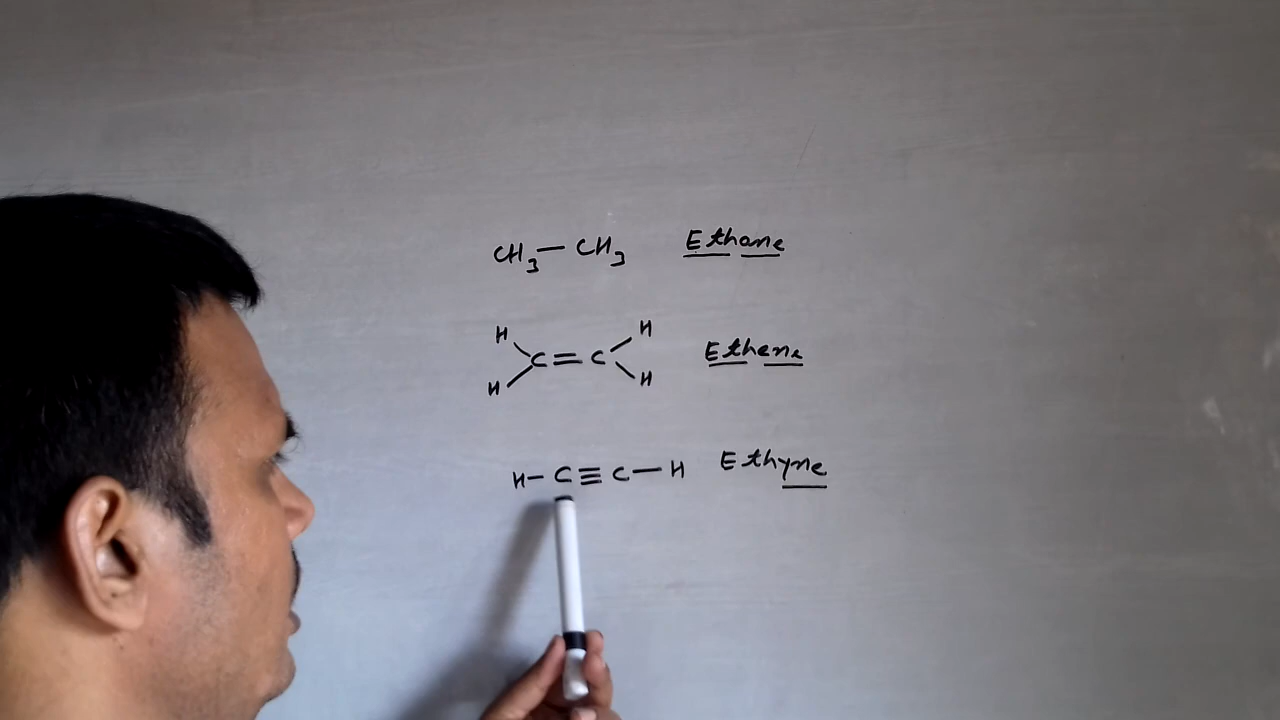 CH₃—CH₃ Ethane
H H
C=C Ethene
H H
H—C≡C—H Ethyne